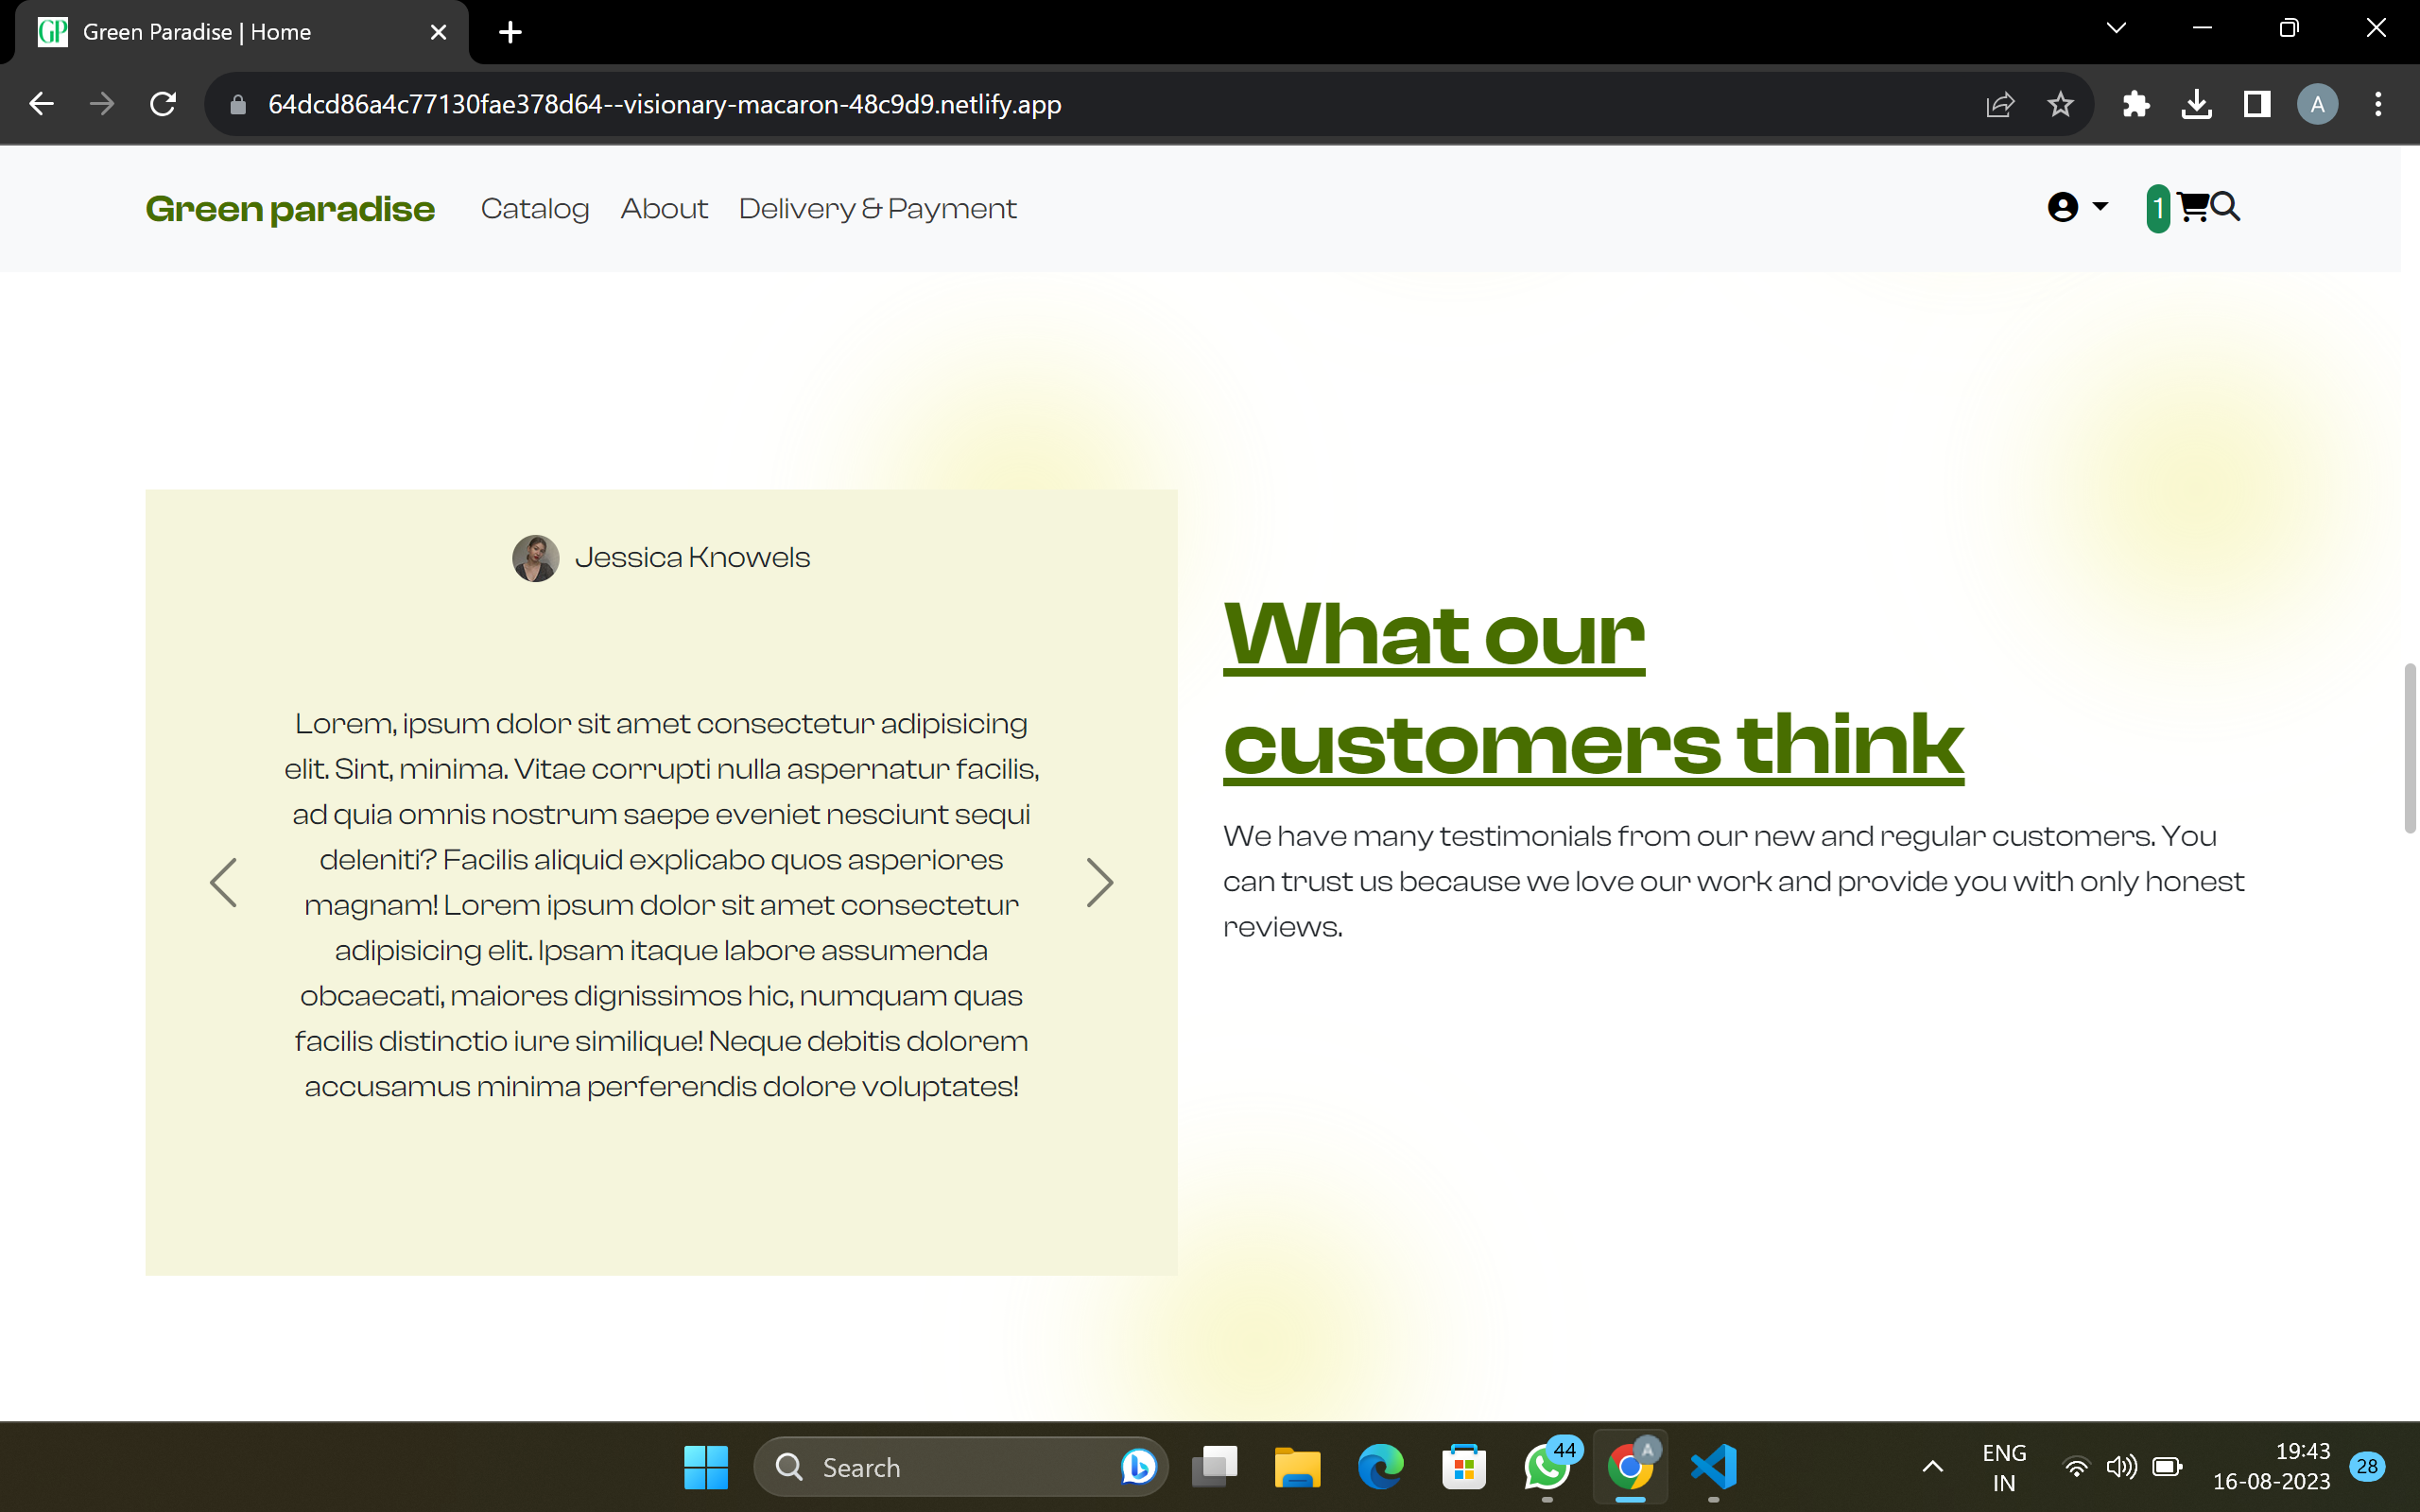 GP Green Paradise | Home
64dcd86a4c77130fae378d64--visionary-macaron-48c9d9.netlify.app
A
Green paradise Catalog About Delivery & Payment 1
Jessica Knowels
Lorem, ipsum dolor sit amet consectetur adipisicing
elit. Sint, minima. Vitae corrupti nulla aspernatur facilis,
ad quia omnis nostrum saepe eveniet nesciunt sequi
deleniti? Facilis aliquid explicabo quos asperiores
magnam! Lorem ipsum dolor sit amet consectetur
adipisicing elit. Ipsam itaque labore assumenda
obcaecati, maiores dignissimos hic, numquam quas
facilis distinctio iure similique! Neque debitis dolorem
accusamus minima perferendis dolore voluptates!
What our
customers think
We have many testimonials from our new and regular customers. You
can trust us because we love our work and provide you with only honest
reviews.
Search
44
A
ENG
IN
19:43
16-08-2023
28